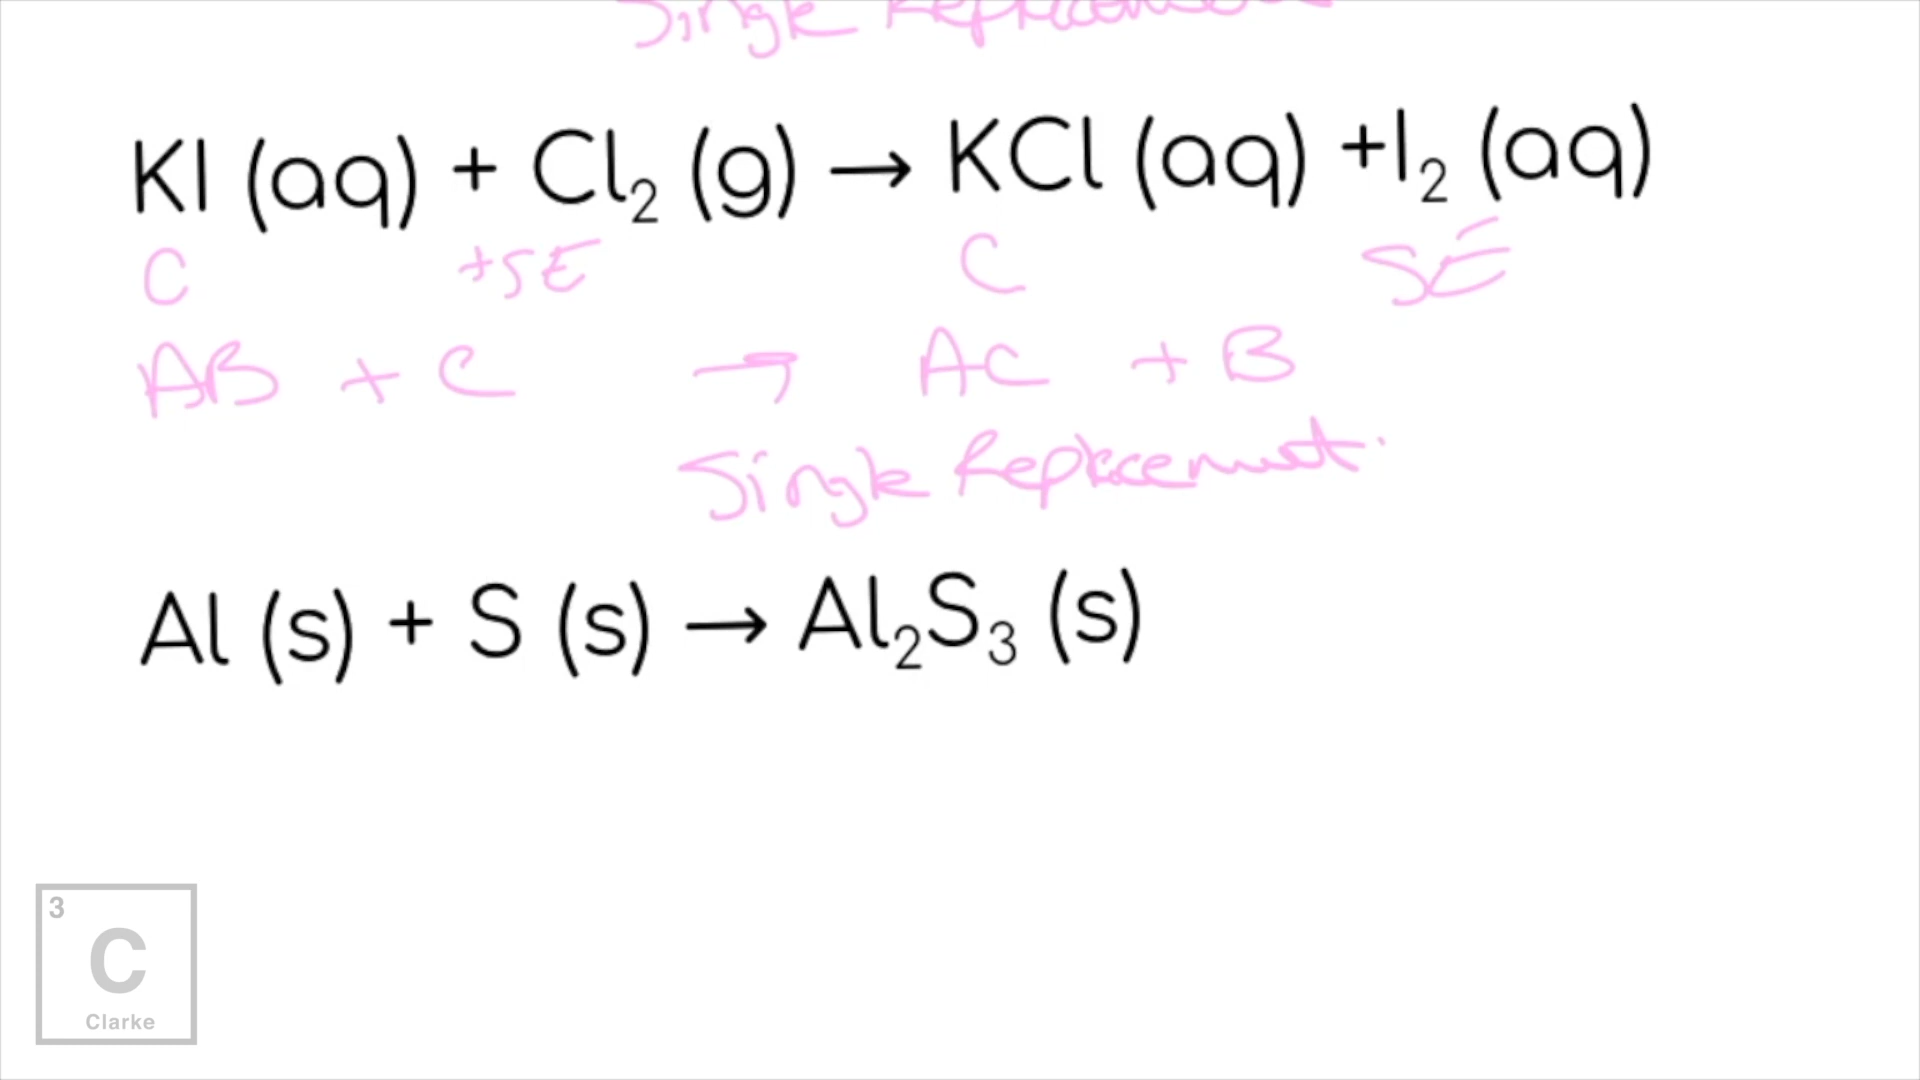 Single Replacement
KI (aq) + Cl₂ (g) → KCl (aq) +I₂ (aq)
C +SE C SE
AB + C → AC + B
Single Replacement.
Al (s) + S (s) → Al₂S₃ (s)
3
C
Clarke